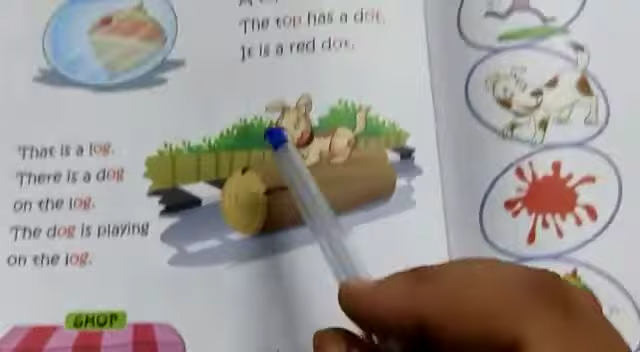 The top has a dot.
It is a red dot.
That is a log.
There is a dog
on the log.
The dog is playing
on the log.
SHOP